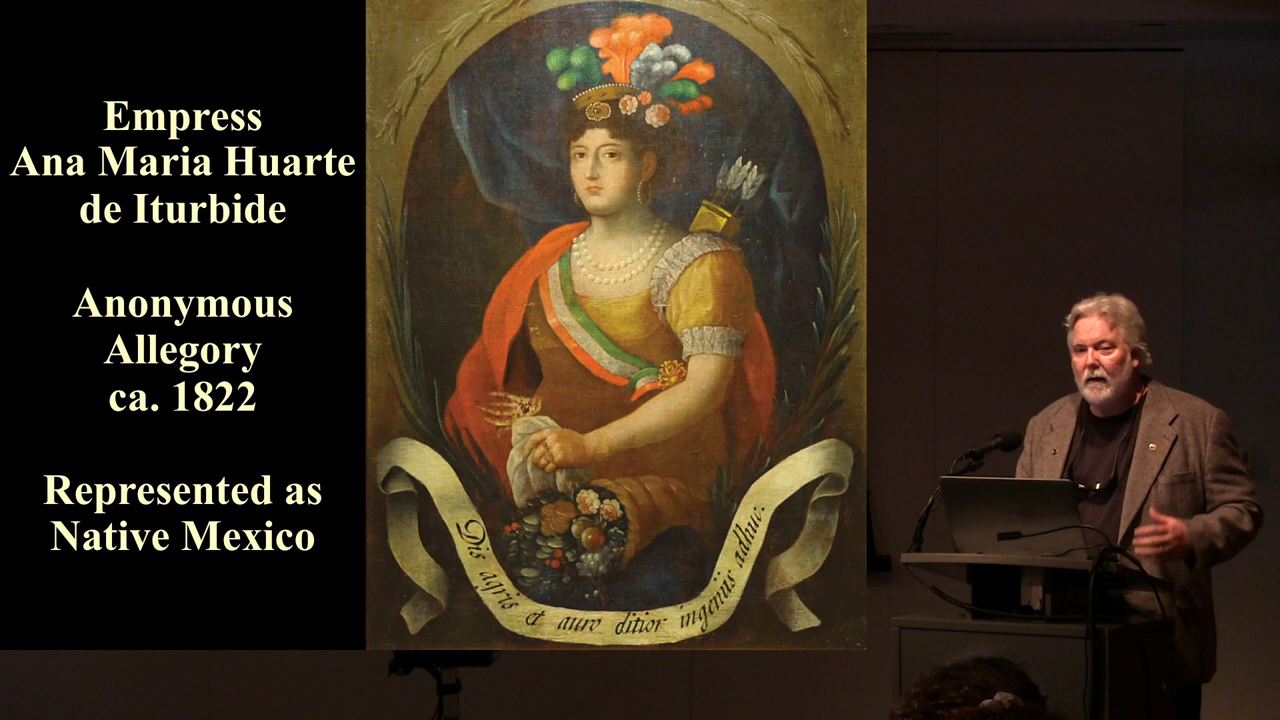 Empress
Ana Maria Huarte
de Iturbide
Anonymous
Allegory
ca. 1822
Represented as
Native Mexico
Dis agris et auro ditior ingeniis adhuc.